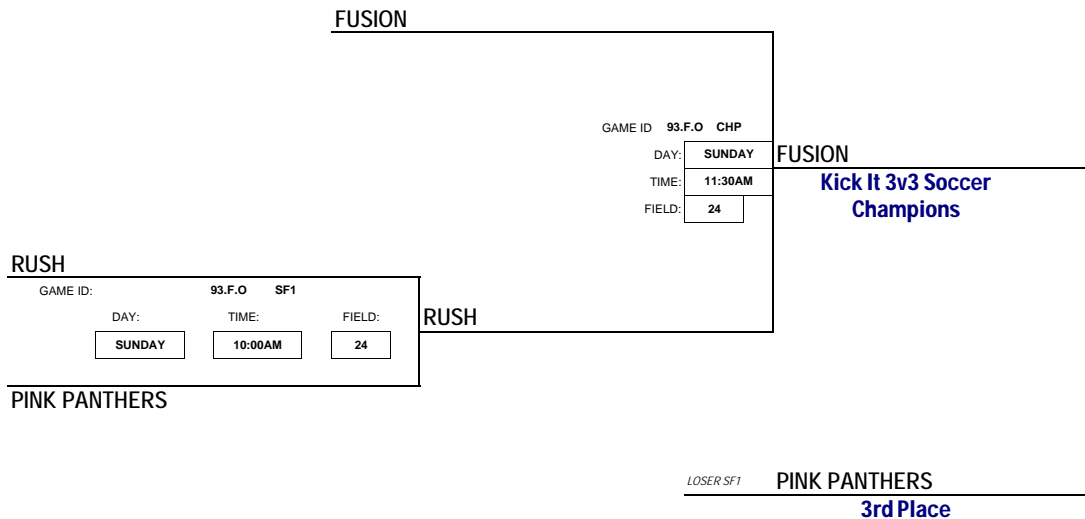 FUSION
GAME ID 93.F.O CHP
DAY: SUNDAY
FUSION
TIME: 11:30AM
Kick It 3v3 Soccer
Champions
FIELD: 24
RUSH
GAME ID: 93.F.O SF1
DAY: TIME: FIELD:
RUSH
SUNDAY 10:00AM 24
PINK PANTHERS
LOSER SF1 PINK PANTHERS
3rd Place